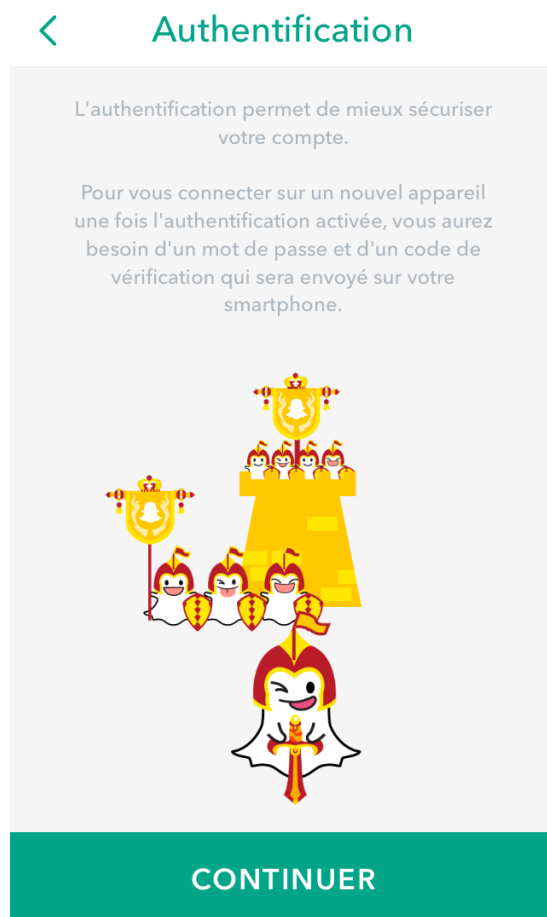 Authentification
L'authentification permet de mieux sécuriser
votre compte.
Pour vous connecter sur un nouvel appareil
une fois l'authentification activée, vous aurez
besoin d'un mot de passe et d'un code de
vérification qui sera envoyé sur votre
smartphone.
CONTINUER